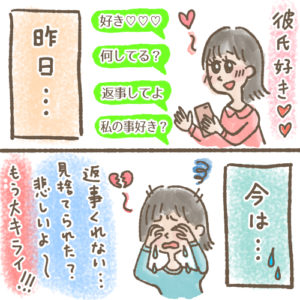 昨日…
好き♡♡♡
何してる？
返事してよ
私の事好き？
彼氏好き
今は…
返事くれない…
見捨てられた？
悲しいよ〜
もう大キライ!!!